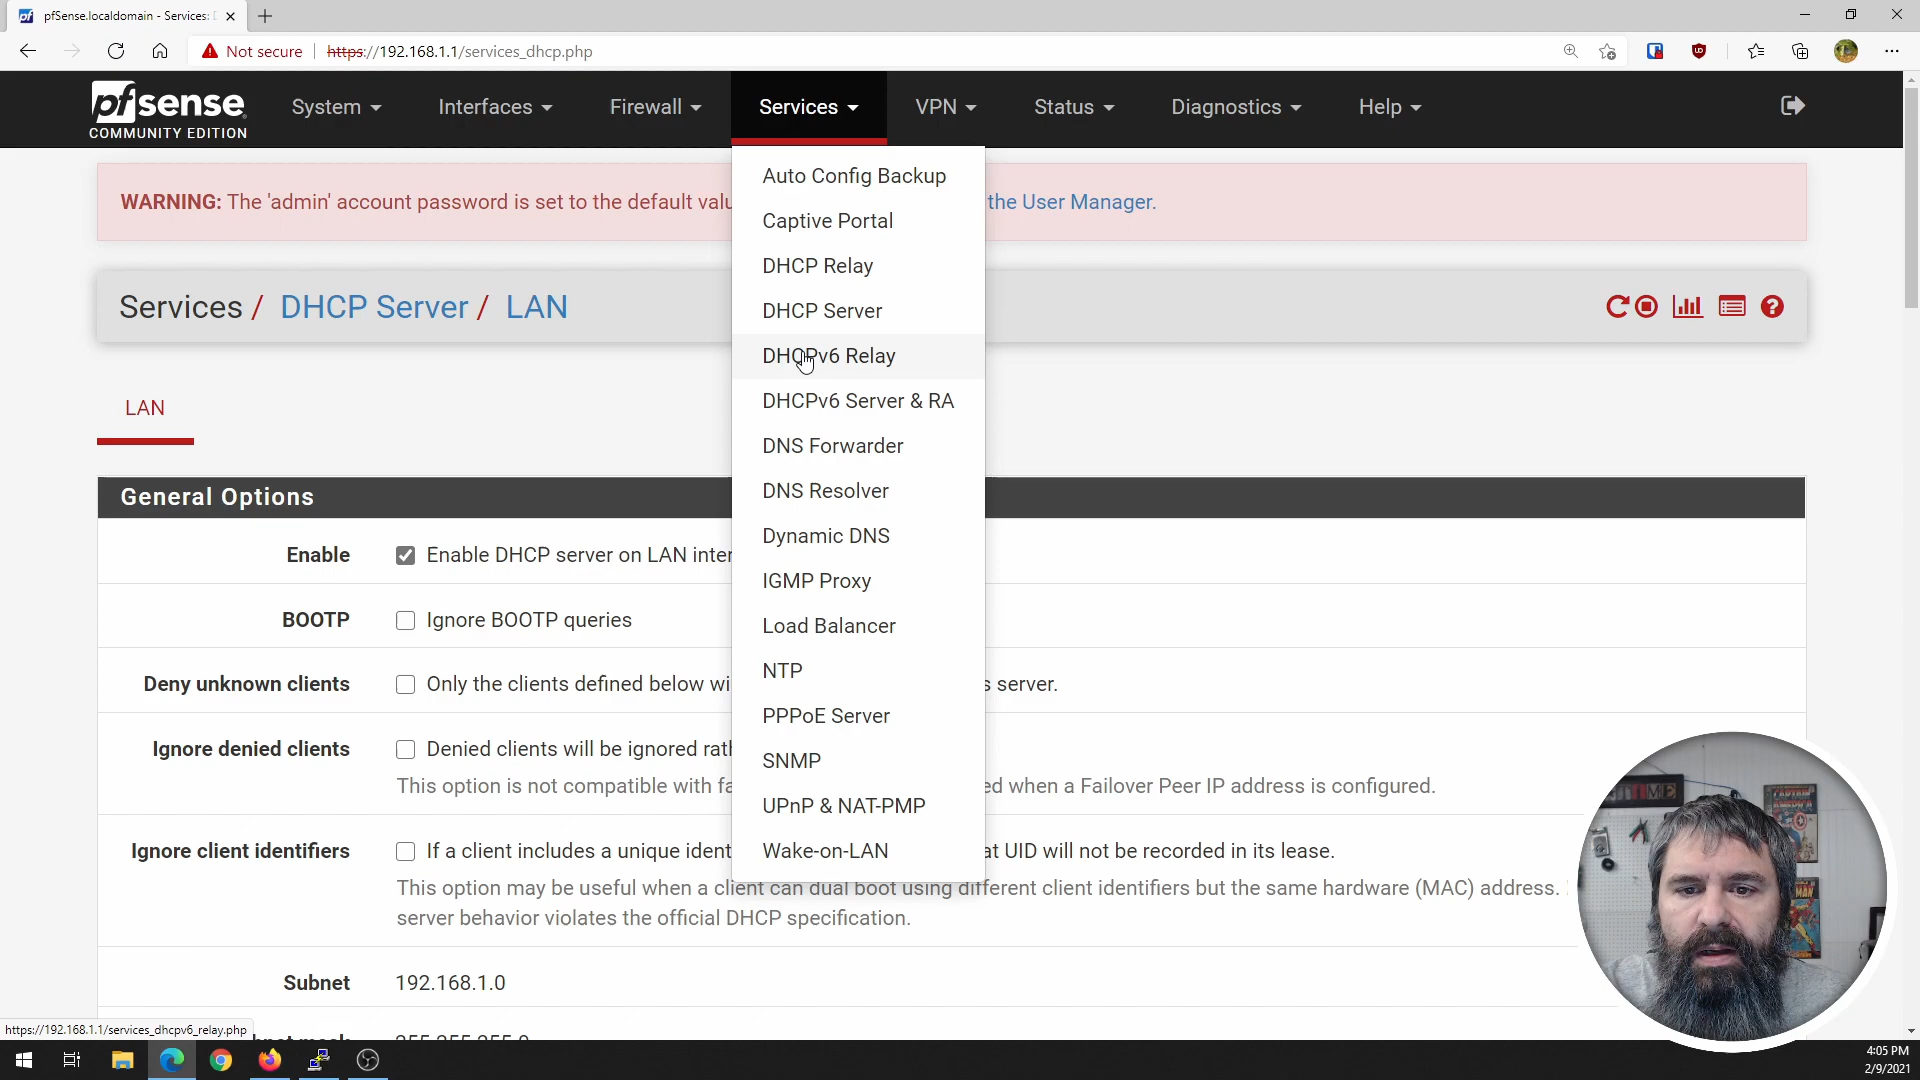 pfSense.localdomain - Services: D
Not secure
https://192.168.1.1/services_dhcp.php
pfsense
COMMUNITY EDITION
System
Interfaces
Firewall
Services
VPN
Status
Diagnostics
Help
WARNING: The 'admin' account password is set to the default valu
the User Manager.
Auto Config Backup
Captive Portal
DHCP Relay
DHCP Server
DHCPv6 Relay
DHCPv6 Server & RA
DNS Forwarder
DNS Resolver
Dynamic DNS
IGMP Proxy
Load Balancer
NTP
PPPoE Server
SNMP
UPnP & NAT-PMP
Wake-on-LAN
Services / DHCP Server / LAN
LAN
General Options
Enable
Enable DHCP server on LAN inter
BOOTP
Ignore BOOTP queries
Deny unknown clients
Only the clients defined below wi
s server.
Ignore denied clients
Denied clients will be ignored rath
This option is not compatible with fa
ed when a Failover Peer IP address is configured.
Ignore client identifiers
If a client includes a unique ident
at UID will not be recorded in its lease.
This option may be useful when a client can dual boot using different client identifiers but the same hardware (MAC) address.
server behavior violates the official DHCP specification.
Subnet
192.168.1.0
https://192.168.1.1/services_dhcpv6_relay.php
4:05 PM
2/9/2021